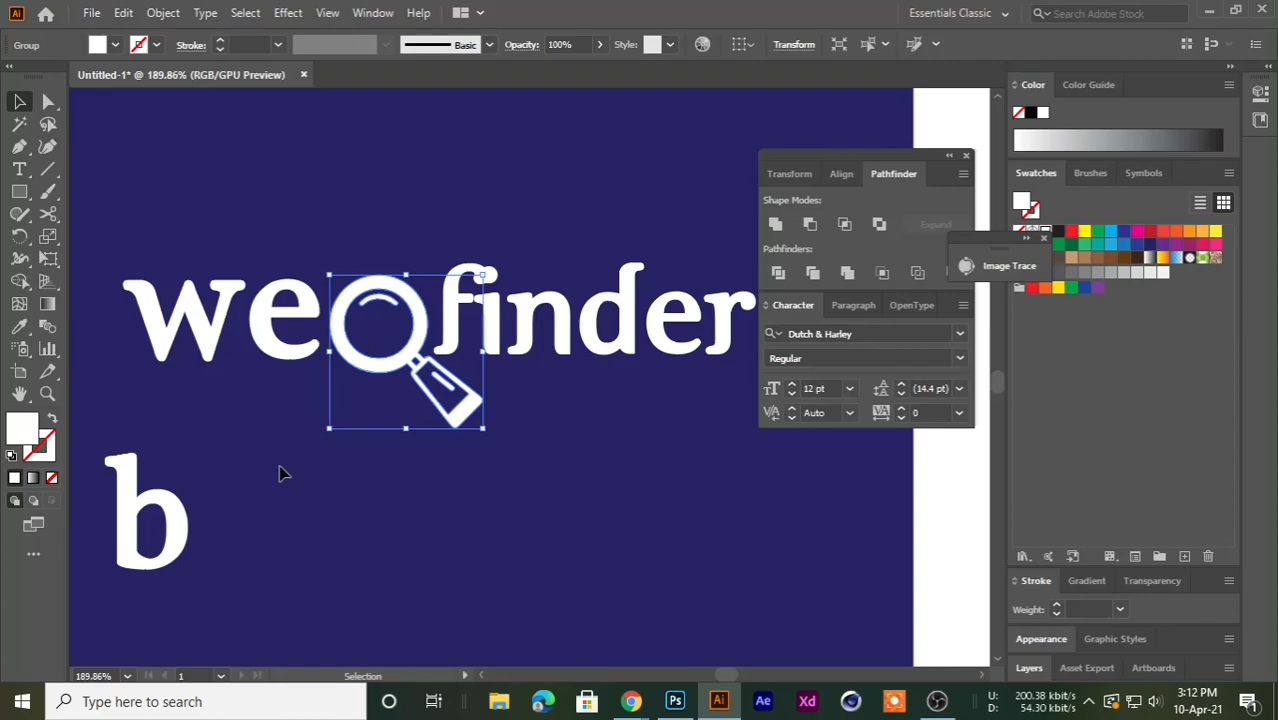 File Edit Object Type Select Effect View Window Help
Essentials Classic
Search Adobe Stock
Group
Stroke:
Basic
Opacity: 100%
Style:
Transform
Untitled-1* @ 189.86% (RGB/GPU Preview)
Color Color Guide
Swatches Brushes Symbols
Transform Align Pathfinder
Shape Modes:
Expand
Pathfinders:
Image Trace
Character Paragraph OpenType
Dutch & Harley
Regular
12 pt (14.4 pt)
Auto 0
we finder
b
Stroke Gradient Transparency
Weight:
Appearance Graphic Styles
Layers Asset Export Artboards
189.86% 1 Selection
Type here to search
U: 200.38 kbit/s
D: 54.30 kbit/s
3:12 PM
10-Apr-21